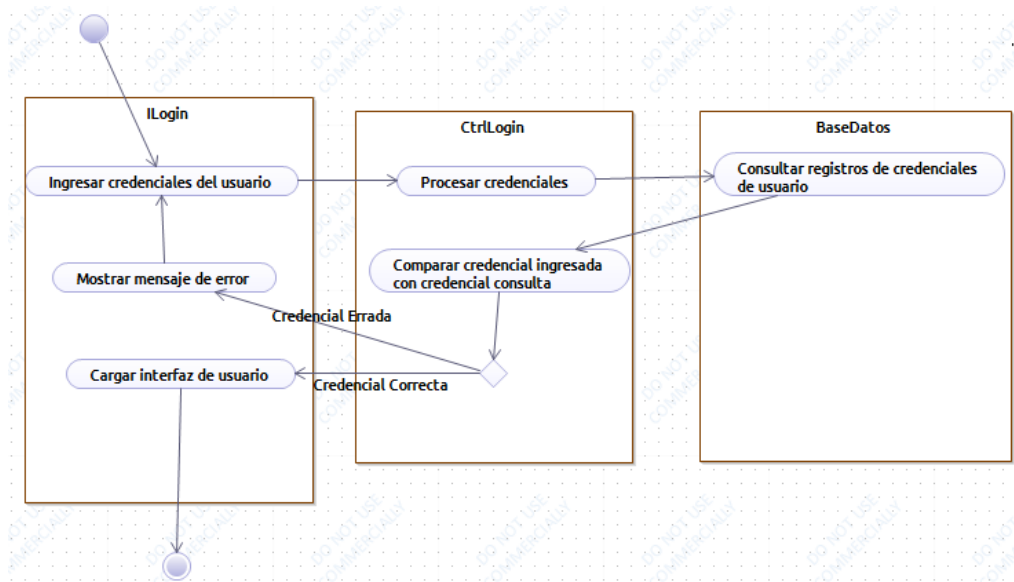 ILogin
CtrlLogin
BaseDatos
Ingresar credenciales del usuario
Procesar credenciales
Consultar registros de credenciales
de usuario
Mostrar mensaje de error
Comparar credencial ingresada
con credencial consulta
Credencial Errada
Cargar interfaz de usuario
Credencial Correcta
DO NOT USE
COMMERCIALLY